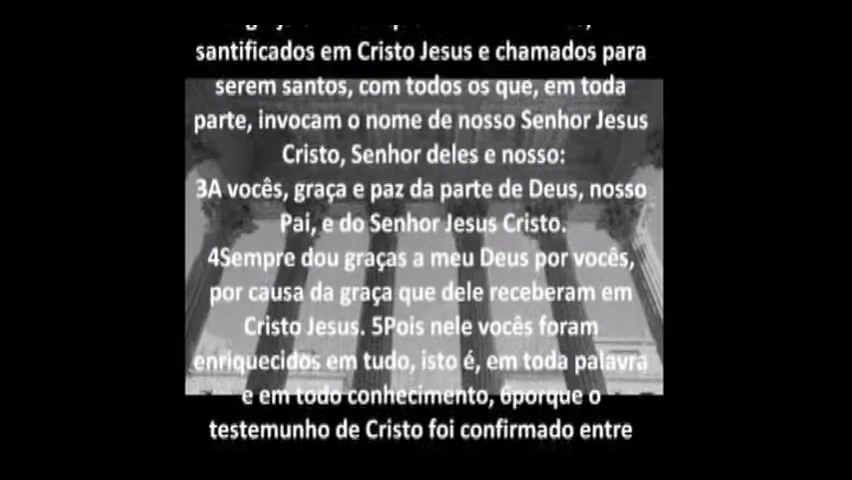 santificados em Cristo Jesus e chamados para
serem santos, com todos os que, em toda
parte, invocam o nome de nosso Senhor Jesus
Cristo, Senhor deles e nosso:
3A vocês, graça e paz da parte de Deus, nosso
Pai, e do Senhor Jesus Cristo.
4Sempre dou graças a meu Deus por vocês,
por causa da graça que dele receberam em
Cristo Jesus. 5Pois nele vocês foram
enriquecidos em tudo, isto é, em toda palavra
e em todo conhecimento, 6porque o
testemunho de Cristo foi confirmado entre